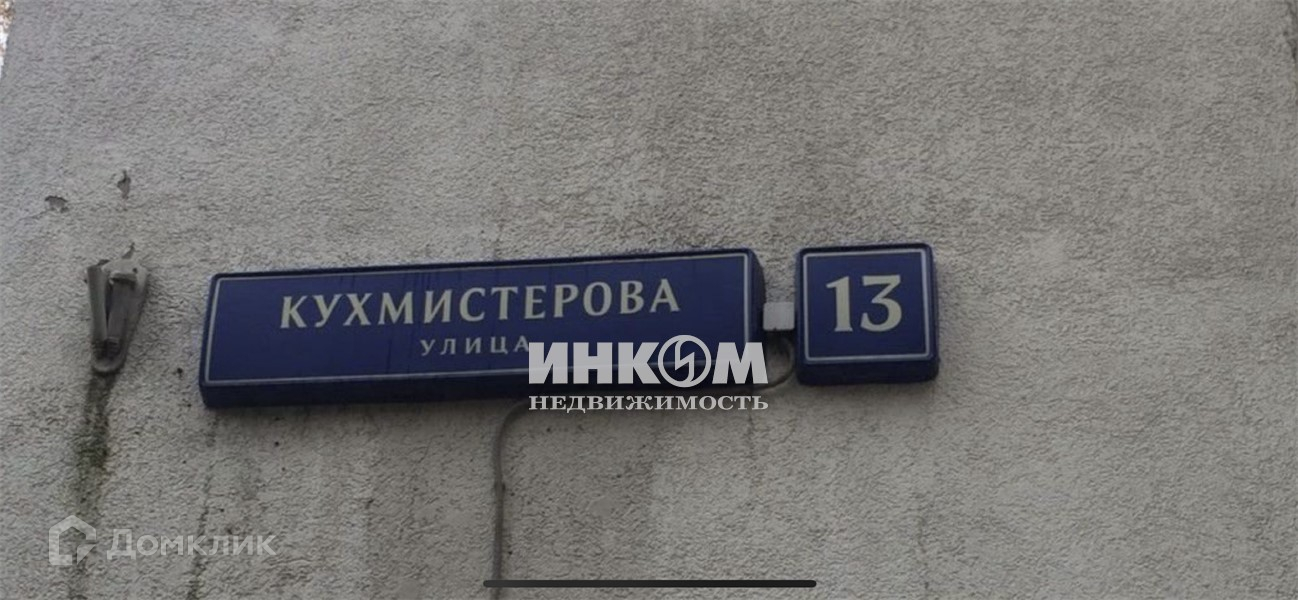 КУХМИСТЕРОВА
УЛИЦА
13
ИНКОМ
НЕДВИЖИМОСТЬ
Домклик